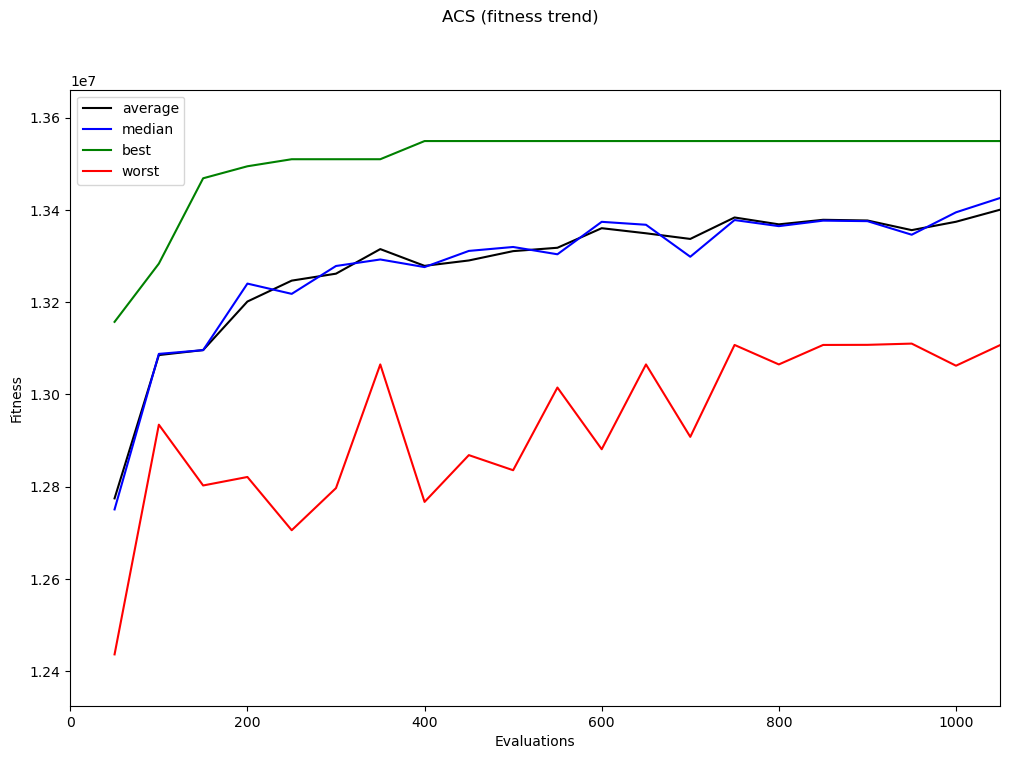 ACS (fitness trend)
1e7
1.36
1.34
1.32
1.30
1.28
1.26
1.24
Fitness
average
median
best
worst
0
200
400
600
800
1000
Evaluations